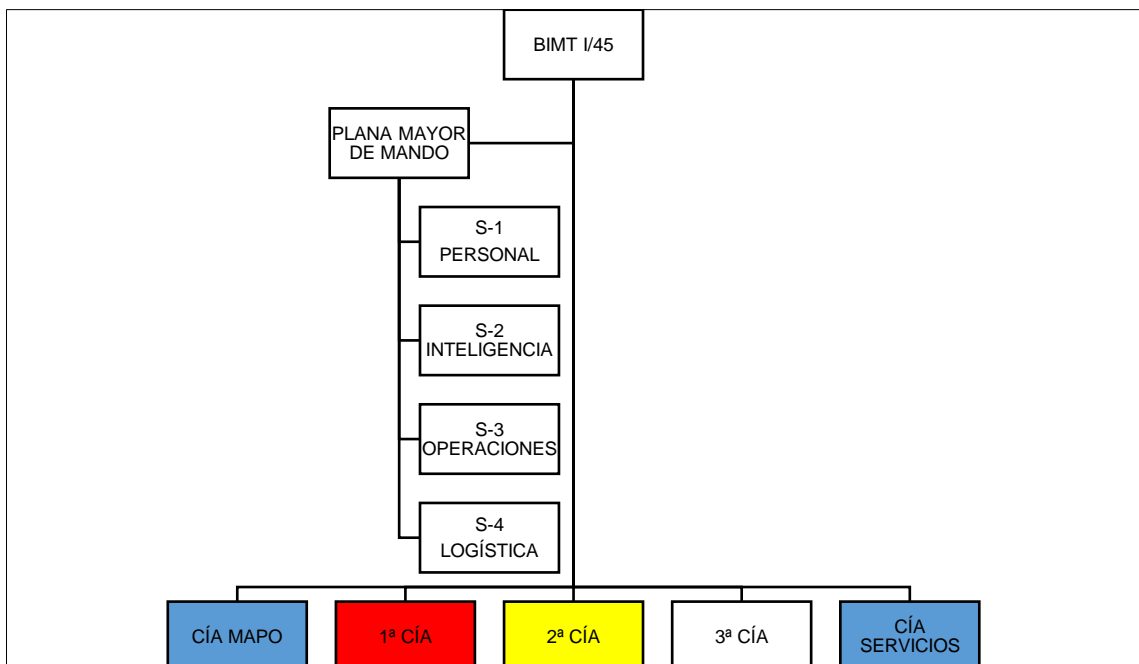 BIMT I/45
PLANA MAYOR
DE MANDO
S-1
PERSONAL
S-2
INTELIGENCIA
S-3
OPERACIONES
S-4
LOGÍSTICA
CÍA MAPO
1ª CÍA
2ª CÍA
3ª CÍA
CÍA
SERVICIOS